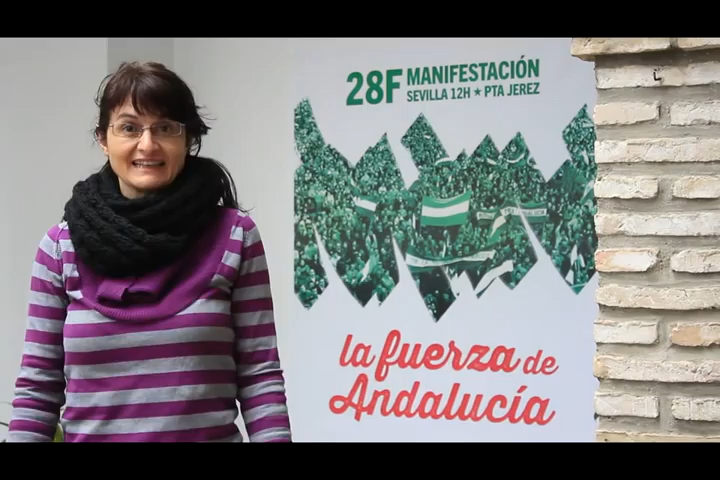 28F MANIFESTACIÓN
SEVILLA 12H ★ PTA JEREZ
la fuerza de
Andalucía